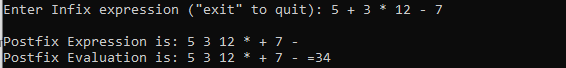 Enter Infix expression ("exit" to quit): 5 + 3 * 12 - 7
Postfix Expression is: 5 3 12 * + 7 -
Postfix Evaluation is: 5 3 12 * + 7 - =34